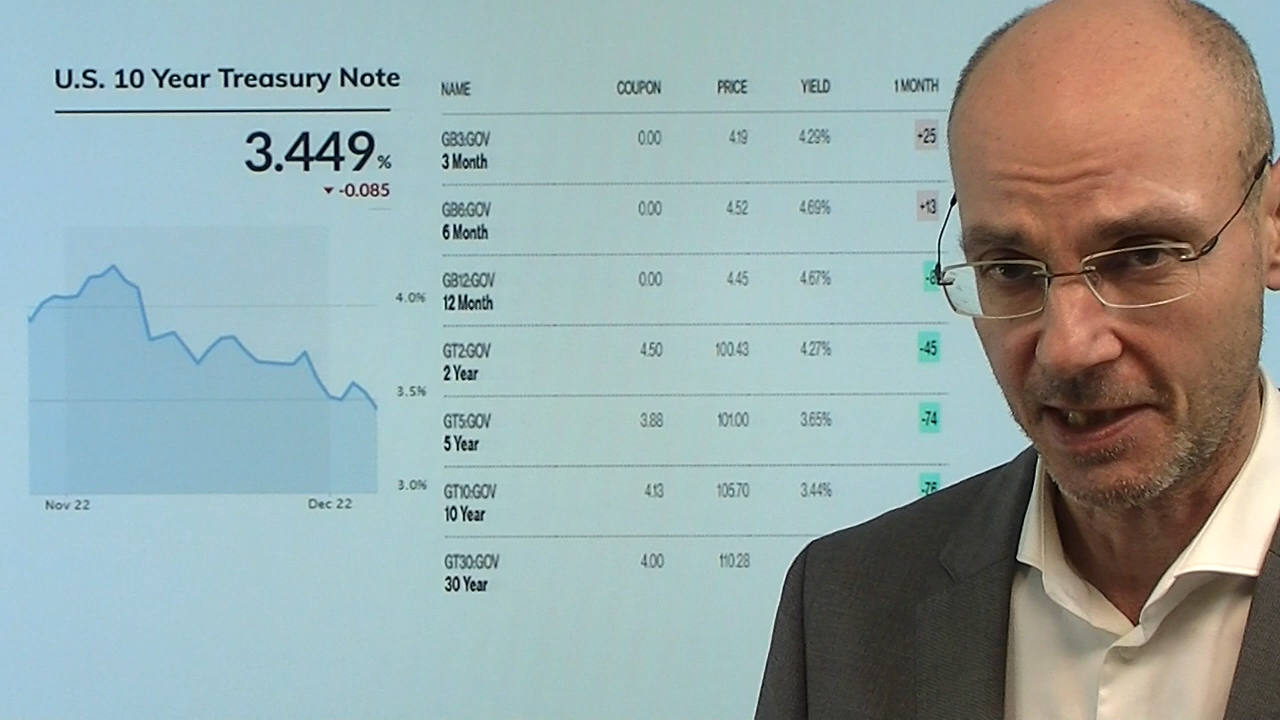 U.S. 10 Year Treasury Note
3.449%
▼ -0.085
4.0%
3.5%
3.0%
Nov 22 Dec 22
NAME COUPON PRICE YIELD 1 MONTH
GB3:GOV 0.00 4.19 4.29% +25
3 Month
GB6:GOV 0.00 4.52 4.69% +13
6 Month
GB12:GOV 0.00 4.45 4.67%
12 Month
GT2:GOV 4.50 100.43 4.27% -45
2 Year
GT5:GOV 3.88 101.00 3.65% -74
5 Year
GT10:GOV 4.13 105.70 3.44% -76
10 Year
GT30:GOV 4.00 110.28
30 Year